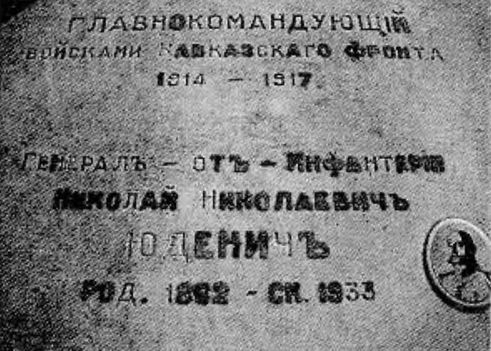 ГЛАВНОКОМАНДУЮЩІЙ
ВОЙСКАМИ КАВКАЗСКАГО ФРОНТА
1914 — 1917.
ГЕНЕРАЛЪ — ОТЪ — ИНФАНТЕРІИ
НИКОЛАЙ НИКОЛАЕВИЧЪ
ЮДЕНИЧЪ
РОД. 1862 - СК. 1933